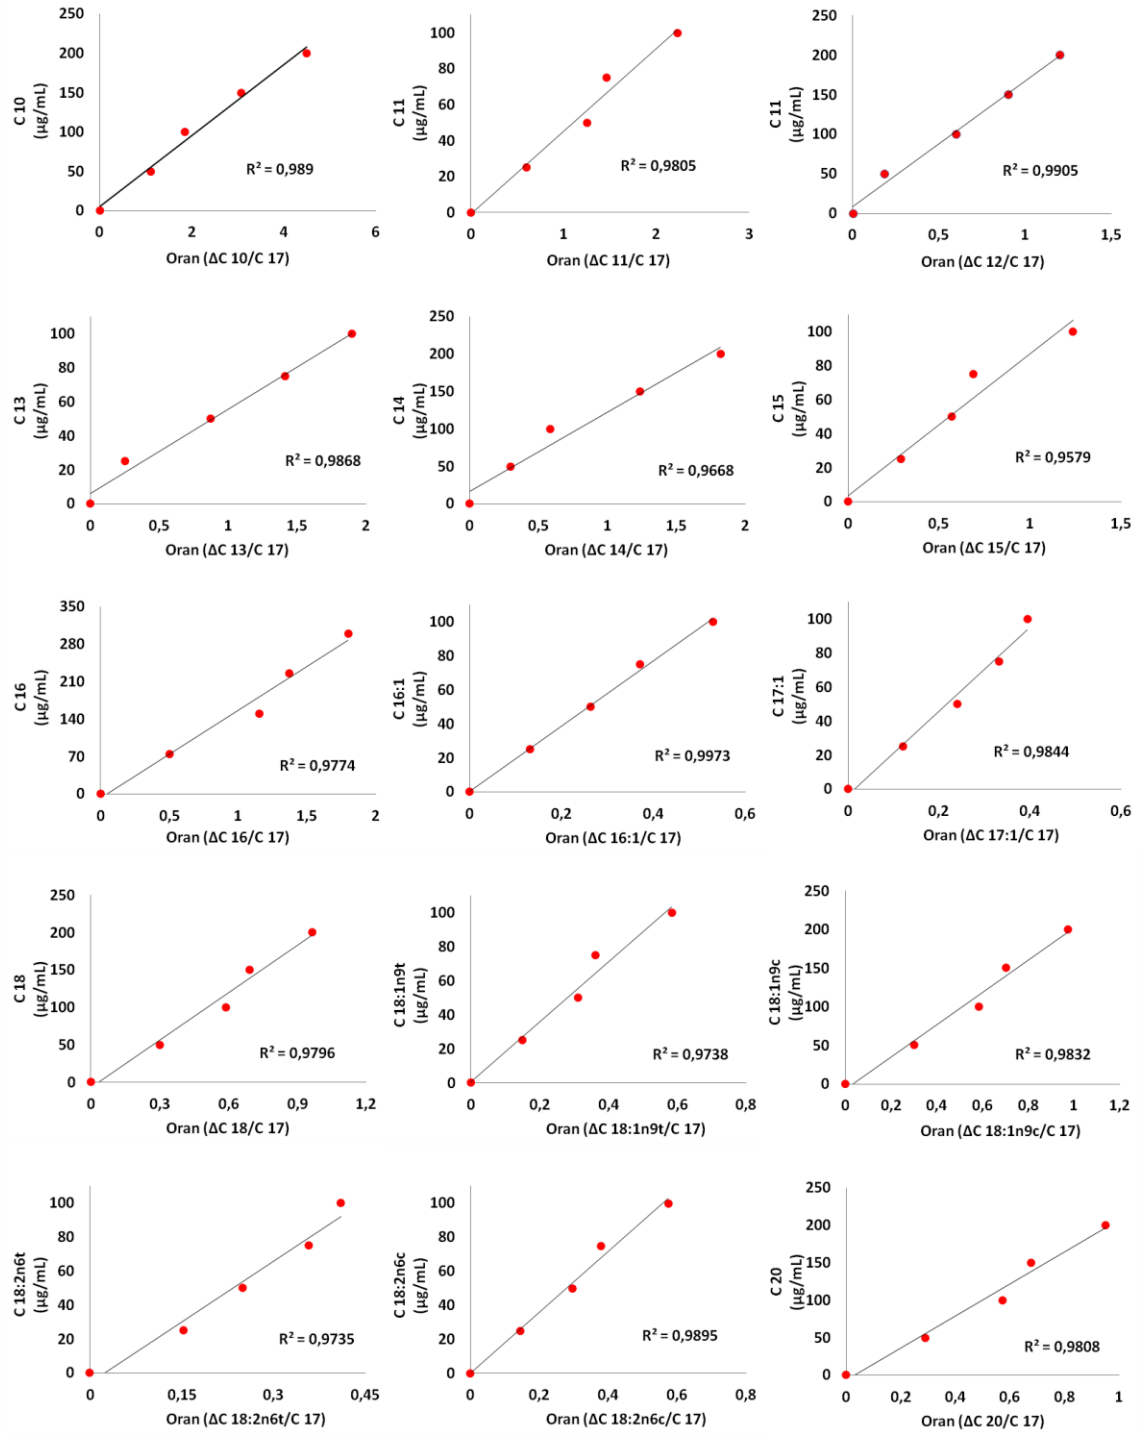 250
200
150
100
50
0
C 10
(µg/mL)
R² = 0,989
0 2 4 6
Oran (ΔC 10/C 17)
100
80
60
40
20
0
C 11
(µg/mL)
R² = 0,9805
0 1 2 3
Oran (ΔC 11/C 17)
250
200
150
100
50
0
C 11
(µg/mL)
R² = 0,9905
0 0,5 1 1,5
Oran (ΔC 12/C 17)
100
80
60
40
20
0
C 13
(µg/mL)
R² = 0,9868
0 0,5 1 1,5 2
Oran (ΔC 13/C 17)
250
200
150
100
50
0
C 14
(µg/mL)
R² = 0,9668
0 0,5 1 1,5 2
Oran (ΔC 14/C 17)
100
80
60
40
20
0
C 15
(µg/mL)
R² = 0,9579
0 0,5 1 1,5
Oran (ΔC 15/C 17)
350
280
210
140
70
0
C 16
(µg/mL)
R² = 0,9774
0 0,5 1 1,5 2
Oran (ΔC 16/C 17)
100
80
60
40
20
0
C 16:1
(µg/mL)
R² = 0,9973
0 0,2 0,4 0,6
Oran (ΔC 16:1/C 17)
100
80
60
40
20
0
C 17:1
(µg/mL)
R² = 0,9844
0 0,2 0,4 0,6
Oran (ΔC 17:1/C 17)
250
200
150
100
50
0
C 18
(µg/mL)
R² = 0,9796
0 0,3 0,6 0,9 1,2
Oran (ΔC 18/C 17)
100
80
60
40
20
0
C 18:1n9t
(µg/mL)
R² = 0,9738
0 0,2 0,4 0,6 0,8
Oran (ΔC 18:1n9t/C 17)
250
200
150
100
50
0
C 18:1n9c
(µg/mL)
R² = 0,9832
0 0,2 0,4 0,6 0,8 1 1,2
Oran (ΔC 18:1n9c/C 17)
100
80
60
40
20
0
C 18:2n6t
(µg/mL)
R² = 0,9735
0 0,15 0,3 0,45
Oran (ΔC 18:2n6t/C 17)
100
80
60
40
20
0
C 18:2n6c
(µg/mL)
R² = 0,9895
0 0,2 0,4 0,6 0,8
Oran (ΔC 18:2n6c/C 17)
250
200
150
100
50
0
C 20
(µg/mL)
R² = 0,9808
0 0,2 0,4 0,6 0,8 1
Oran (ΔC 20/C 17)